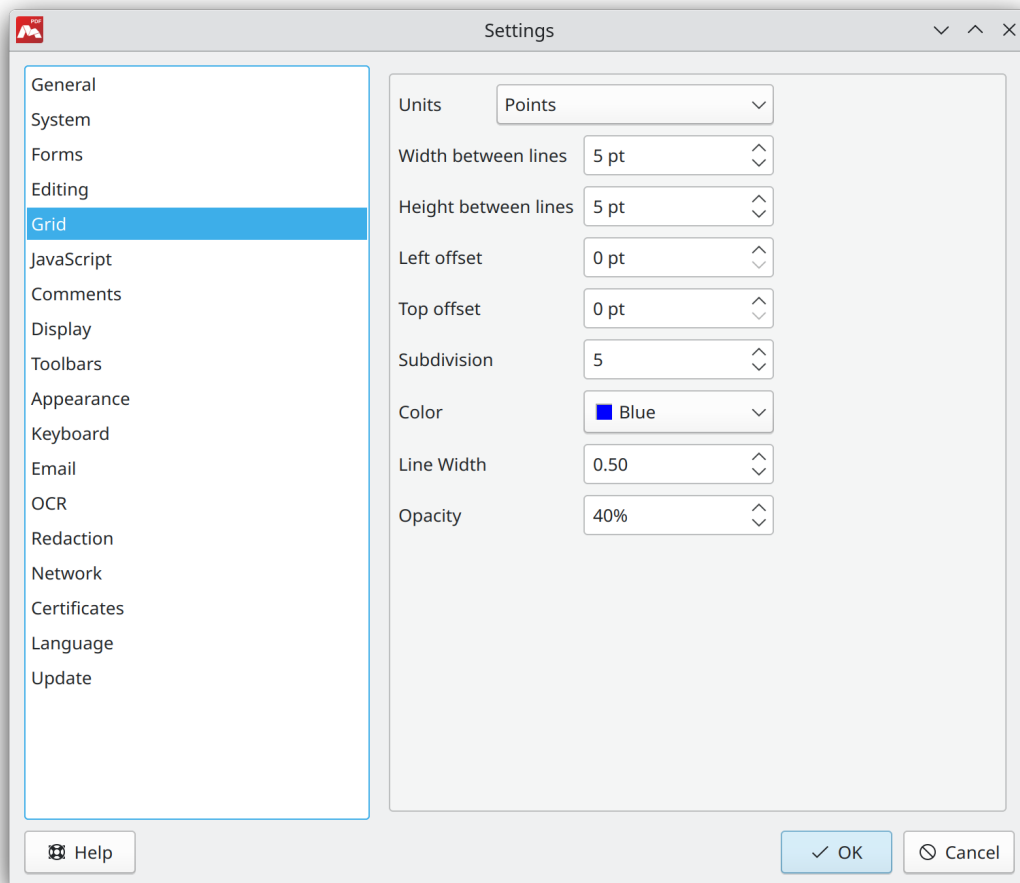 PDF
Settings
General
System
Forms
Editing
Grid
JavaScript
Comments
Display
Toolbars
Appearance
Keyboard
Email
OCR
Redaction
Network
Certificates
Language
Update
Units Points
Width between lines 5 pt
Height between lines 5 pt
Left offset 0 pt
Top offset 0 pt
Subdivision 5
Color Blue
Line Width 0.50
Opacity 40%
Help OK Cancel